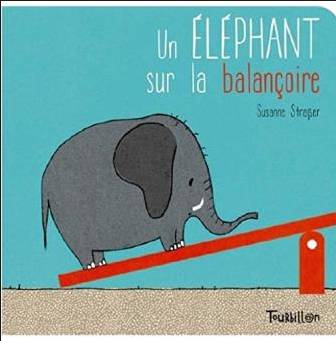 Un ÉLÉPHANT
sur la balançoire
Susanne Straßer
Tourbillon